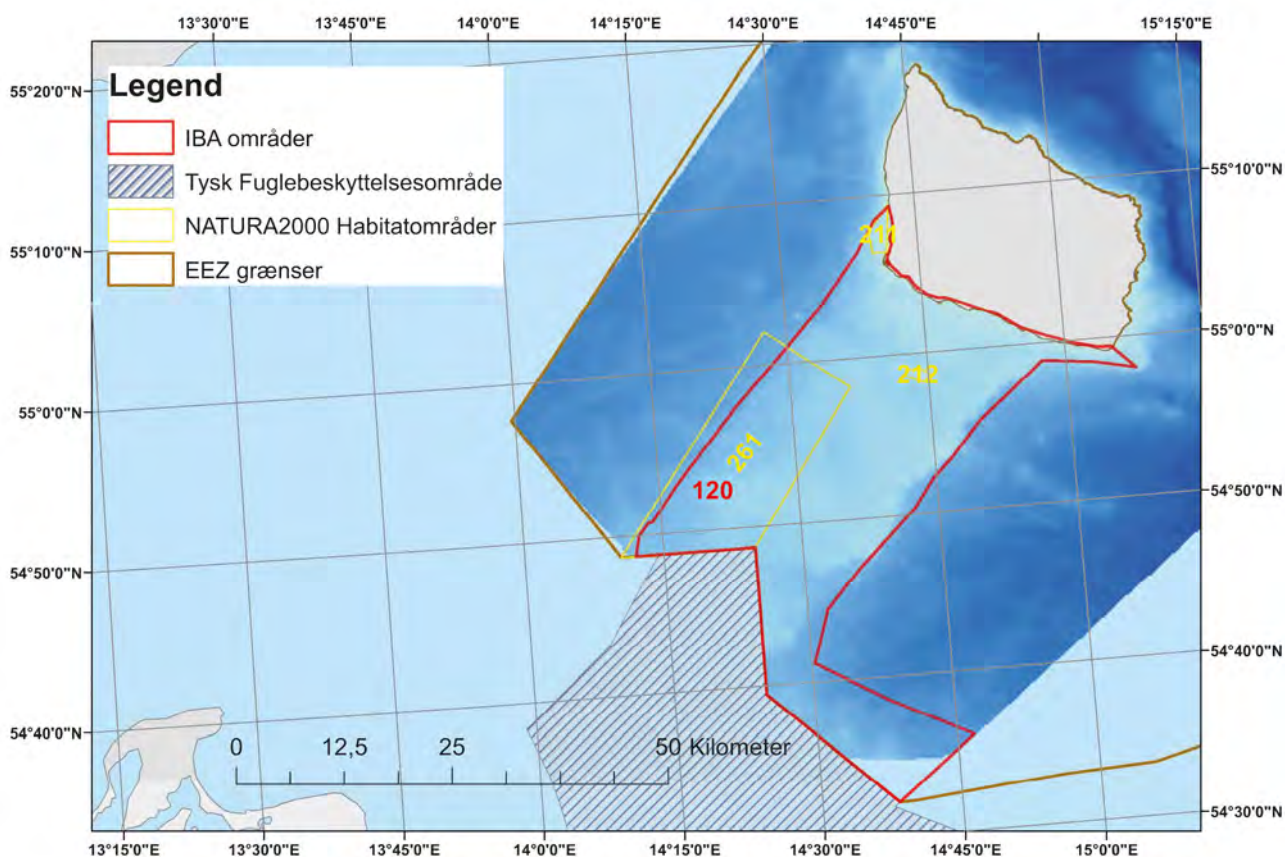 13°30'0"E 13°45'0"E 14°0'0"E 14°15'0"E 14°30'0"E 14°45'0"E 15°15'0"E
Legend
IBA områder
Tysk Fuglebeskyttelsesområde
NATURA2000 Habitatområder
EEZ grænser
55°20'0"N
55°10'0"N
55°0'0"N
54°50'0"N
54°40'0"N
211
212
261
120
0 12,5 25 50 Kilometer
55°10'0"N
55°0'0"N
54°50'0"N
54°40'0"N
54°30'0"N
13°15'0"E 13°30'0"E 13°45'0"E 14°0'0"E 14°15'0"E 14°30'0"E 14°45'0"E 15°0'0"E